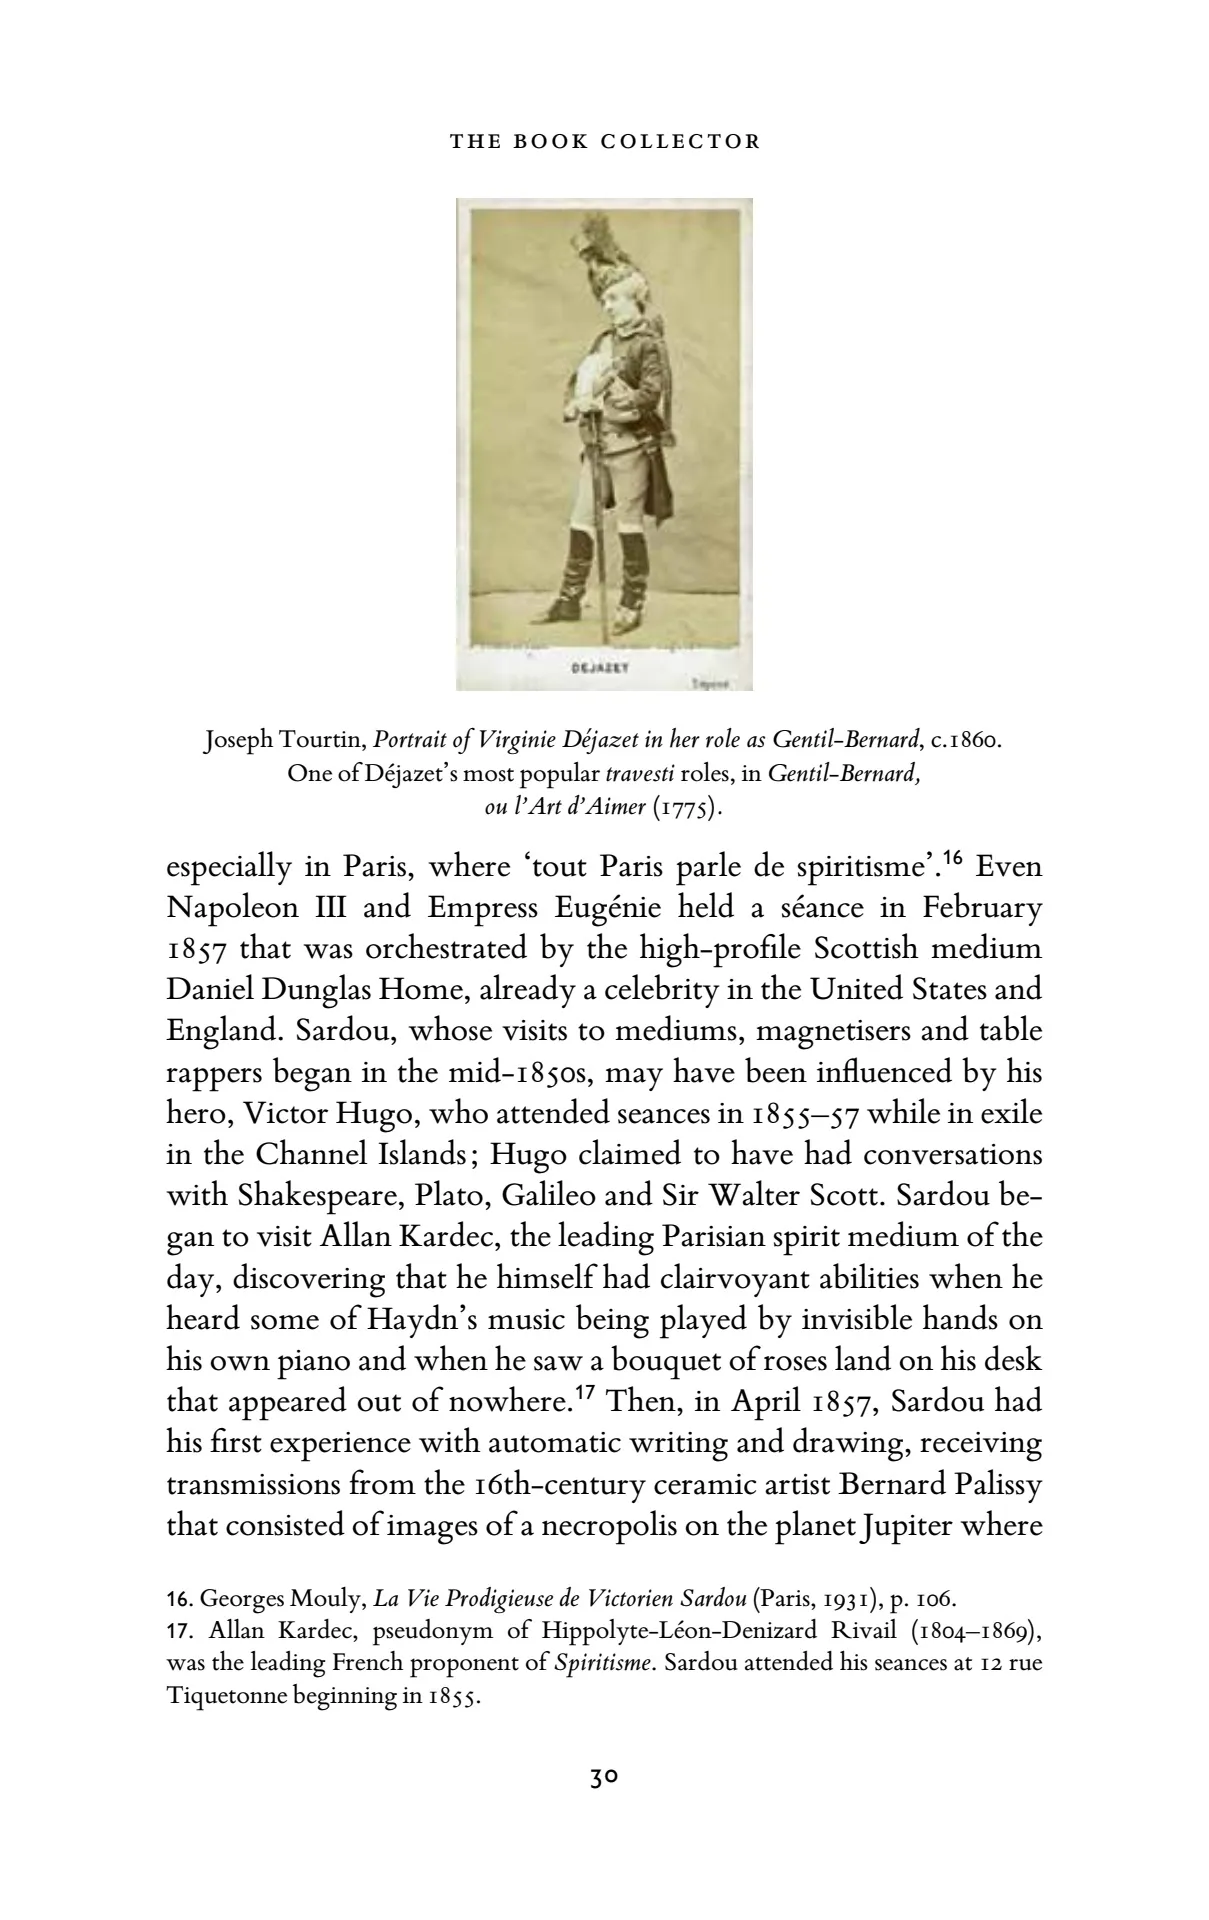 THE BOOK COLLECTOR
DEJAZET
Joseph Tourtin, Portrait of Virginie Déjazet in her role as Gentil-Bernard, c.1860.
One of Déjazet’s most popular travesti roles, in Gentil-Bernard,
ou l’Art d’Aimer (1775).
especially in Paris, where ‘tout Paris parle de spiritisme’.16 Even
Napoleon III and Empress Eugénie held a séance in February
1857 that was orchestrated by the high-profile Scottish medium
Daniel Dunglas Home, already a celebrity in the United States and
England. Sardou, whose visits to mediums, magnetisers and table
rappers began in the mid-1850s, may have been influenced by his
hero, Victor Hugo, who attended seances in 1855–57 while in exile
in the Channel Islands; Hugo claimed to have had conversations
with Shakespeare, Plato, Galileo and Sir Walter Scott. Sardou be-
gan to visit Allan Kardec, the leading Parisian spirit medium of the
day, discovering that he himself had clairvoyant abilities when he
heard some of Haydn’s music being played by invisible hands on
his own piano and when he saw a bouquet of roses land on his desk
that appeared out of nowhere.17 Then, in April 1857, Sardou had
his first experience with automatic writing and drawing, receiving
transmissions from the 16th-century ceramic artist Bernard Palissy
that consisted of images of a necropolis on the planet Jupiter where
16. Georges Mouly, La Vie Prodigieuse de Victorien Sardou (Paris, 1931), p. 106.
17. Allan Kardec, pseudonym of Hippolyte-Léon-Denizard Rivail (1804–1869),
was the leading French proponent of Spiritisme. Sardou attended his seances at 12 rue
Tiquetonne beginning in 1855.
30